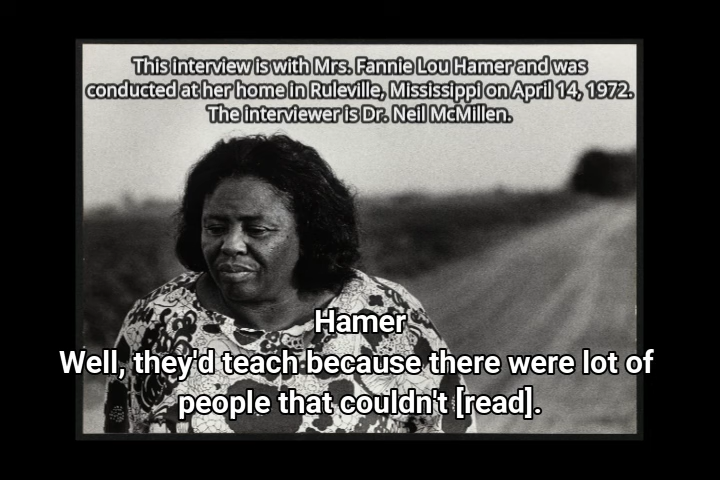 This interview is with Mrs. Fannie Lou Hamer and was
conducted at her home in Ruleville, Mississippi on April 14, 1972.
The interviewer is Dr. Neil McMillen.
Hamer
Well, they'd teach because there were lot of
people that couldn't [read].